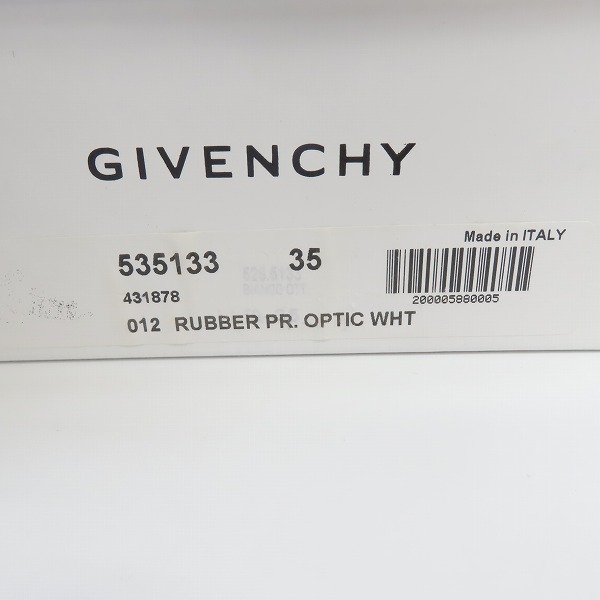 GIVENCHY
Made in ITALY
535133 35
431878
200005880005
012 RUBBER PR. OPTIC WHT